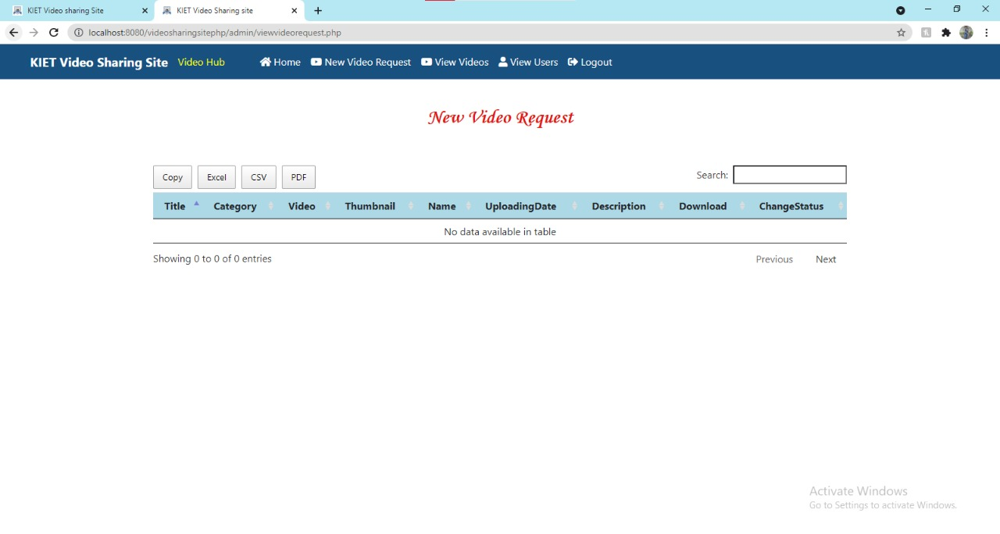 KIET Video sharing Site
KIET Video Sharing site
localhost:8080/videosharingsitephp/admin/viewvideorequest.php
KIET Video Sharing Site Video Hub Home New Video Request View Videos View Users Logout
New Video Request
Copy Excel CSV PDF Search:
Title Category Video Thumbnail Name UploadingDate Description Download ChangeStatus
No data available in table
Showing 0 to 0 of 0 entries Previous Next
Activate Windows
Go to Settings to activate Windows.